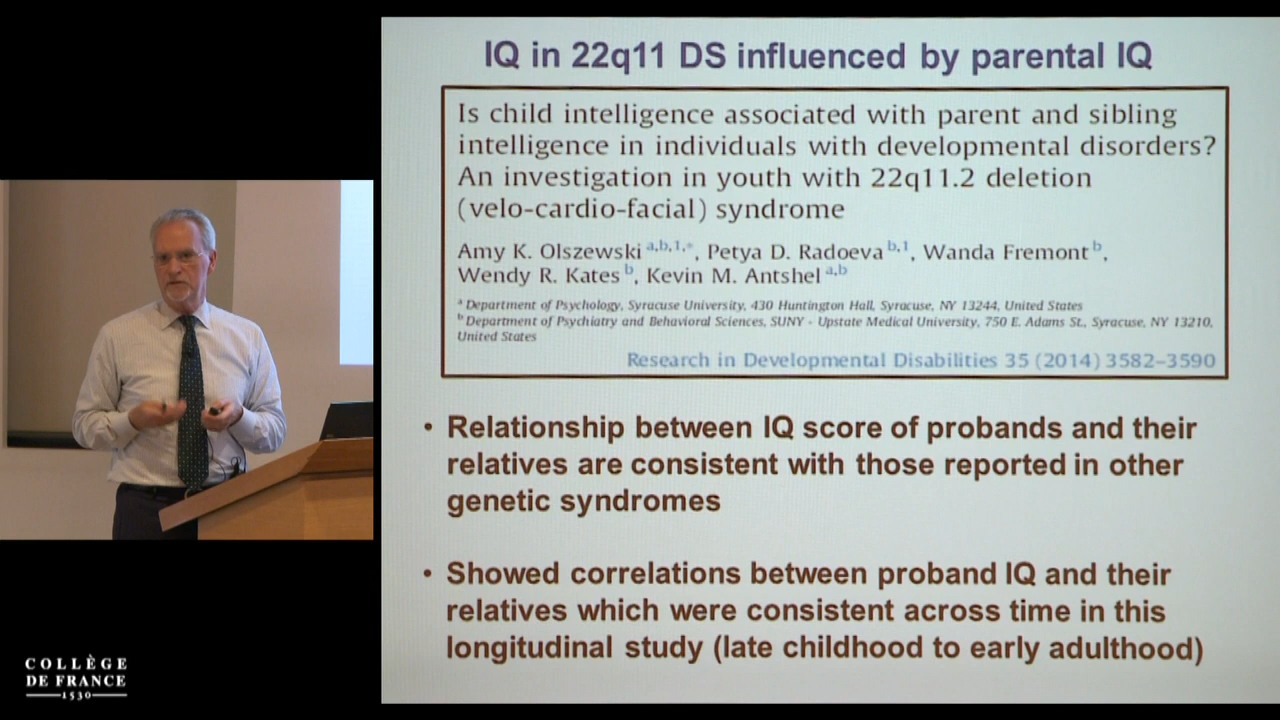 IQ in 22q11 DS influenced by parental IQ
Is child intelligence associated with parent and sibling
intelligence in individuals with developmental disorders?
An investigation in youth with 22q11.2 deletion
(velo-cardio-facial) syndrome
Amy K. Olszewski a,b,1,*, Petya D. Radoeva b,1, Wanda Fremont b,
Wendy R. Kates b, Kevin M. Antshel a,b
a Department of Psychology, Syracuse University, 430 Huntington Hall, Syracuse, NY 13244, United States
b Department of Psychiatry and Behavioral Sciences, SUNY - Upstate Medical University, 750 E. Adams St., Syracuse, NY 13210,
United States
Research in Developmental Disabilities 35 (2014) 3582–3590
• Relationship between IQ score of probands and their
relatives are consistent with those reported in other
genetic syndromes
• Showed correlations between proband IQ and their
relatives which were consistent across time in this
longitudinal study (late childhood to early adulthood)
COLLÈGE
DE FRANCE
1530